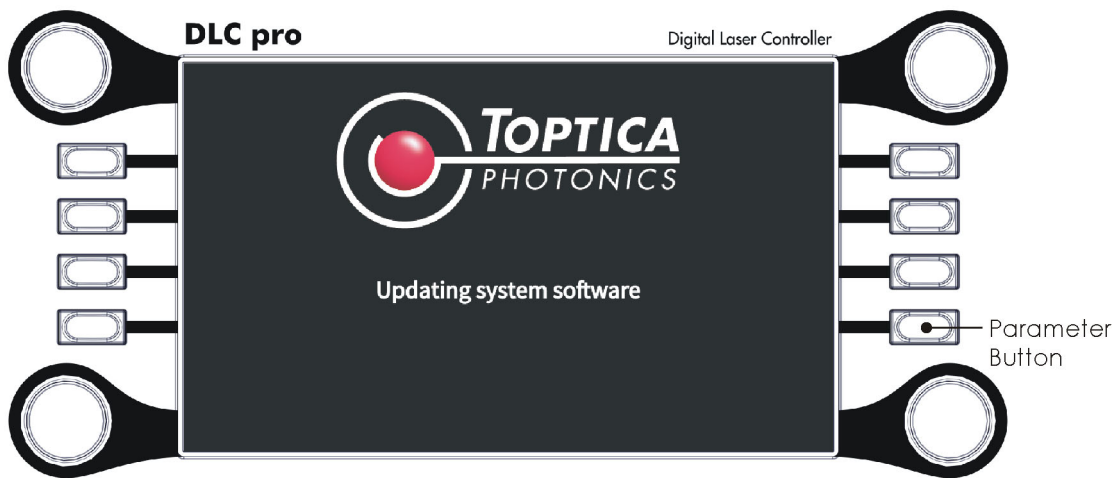 DLC pro
Digital Laser Controller
TOPTICA
PHOTONICS
Updating system software
Parameter
Button